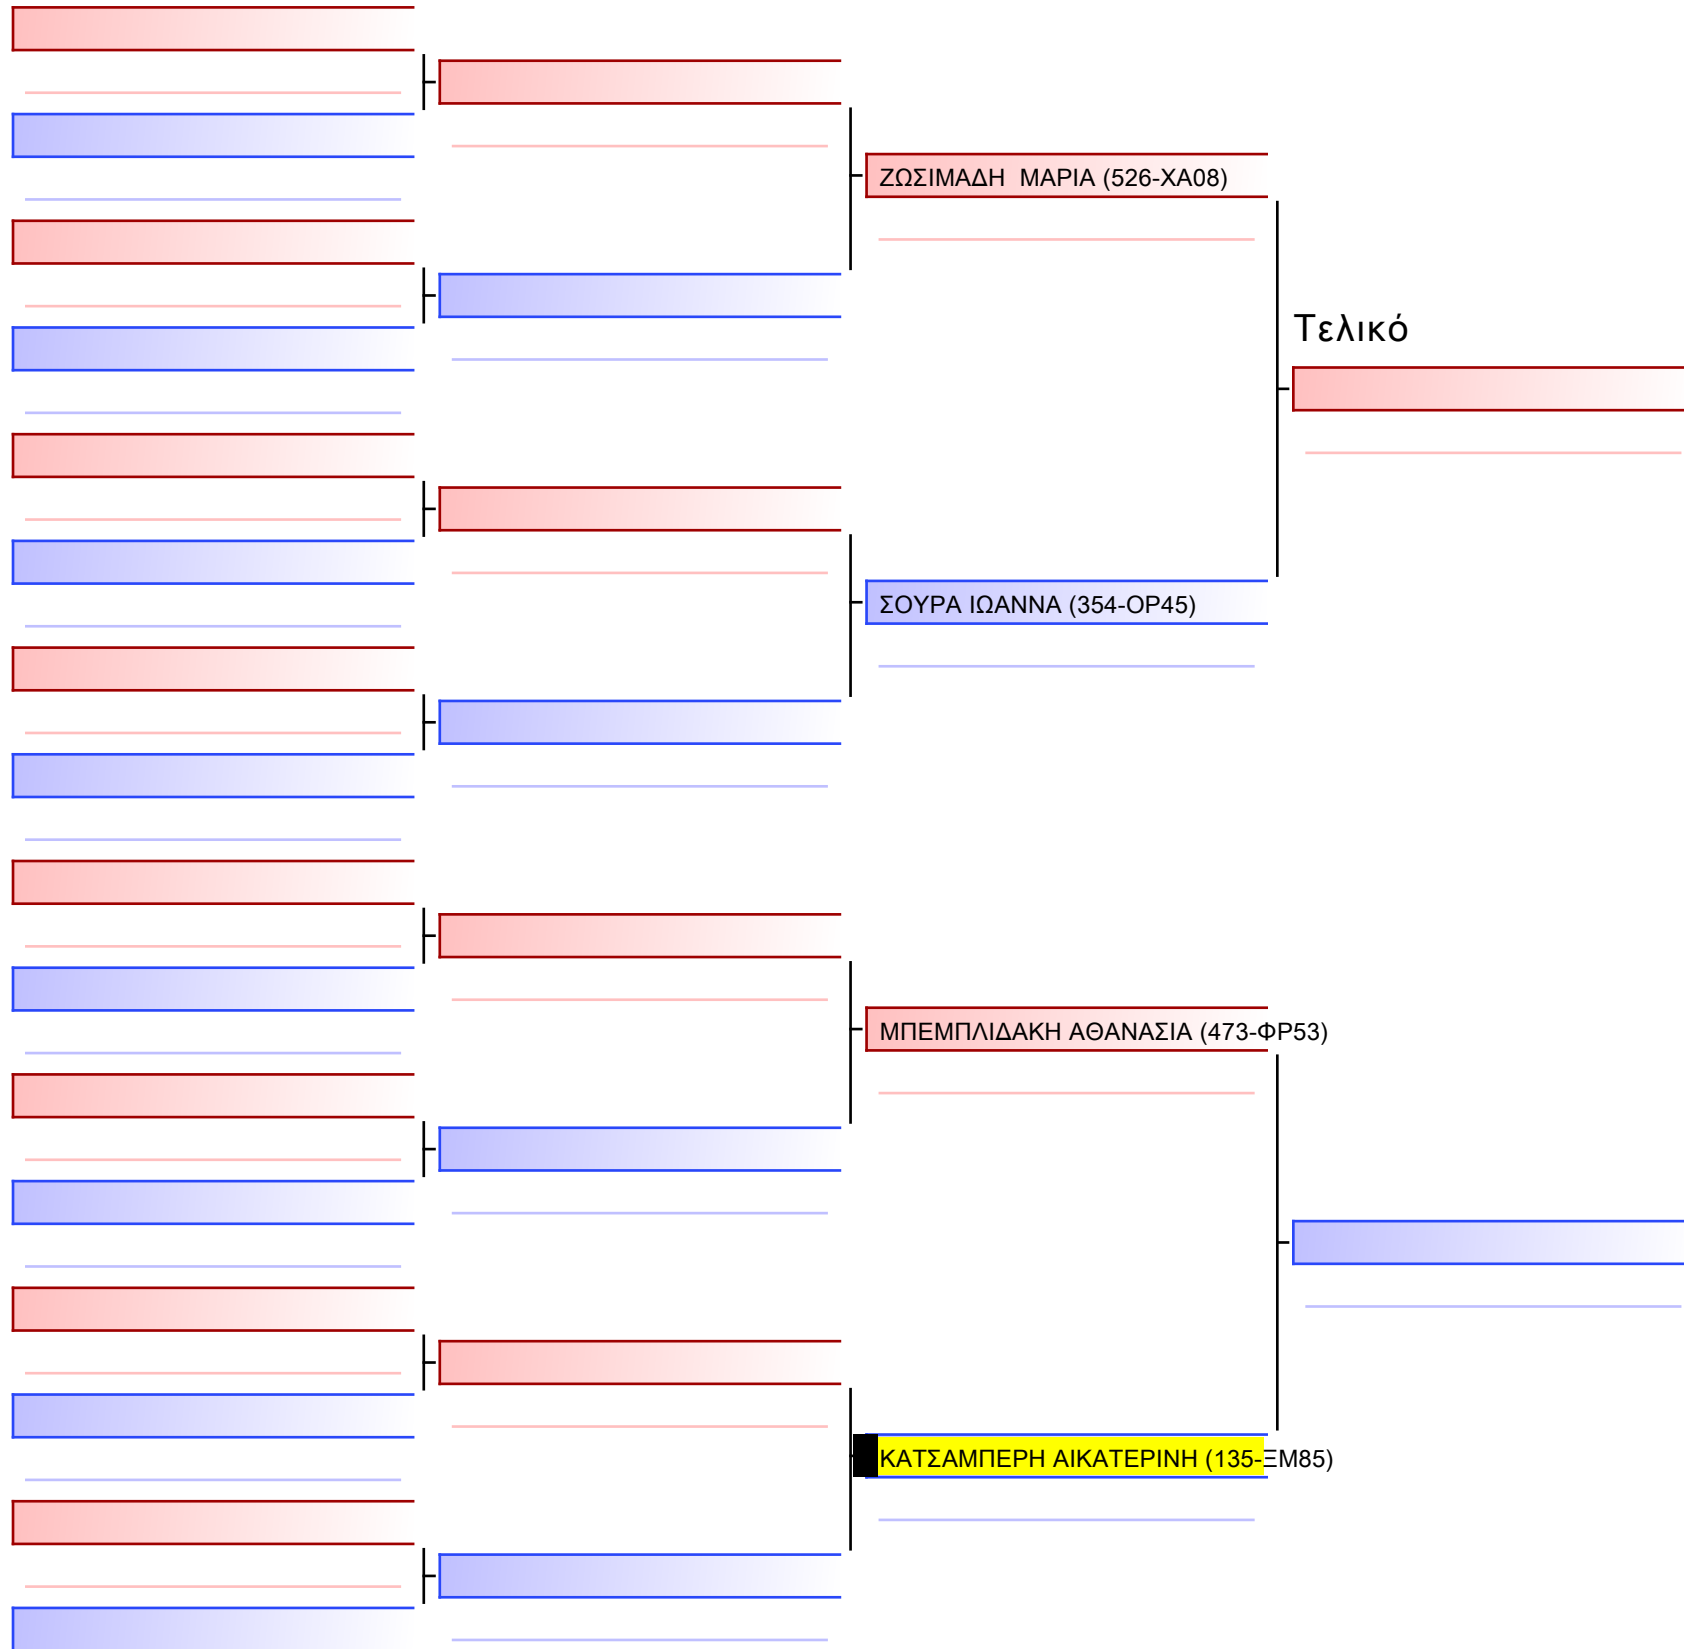 ΖΩΣΙΜΑΔΗ  ΜΑΡΙΑ (526-ΧΑ08)
Τελικό
ΣΟΥΡΑ ΙΩΑΝΝΑ (354-ΟΡ45)
ΜΠΕΜΠΛΙΔΑΚΗ ΑΘΑΝΑΣΙΑ (473-ΦΡ53)
ΚΑΤΣΑΜΠΕΡΗ ΑΙΚΑΤΕΡΙΝΗ (135-ΞΜ85)